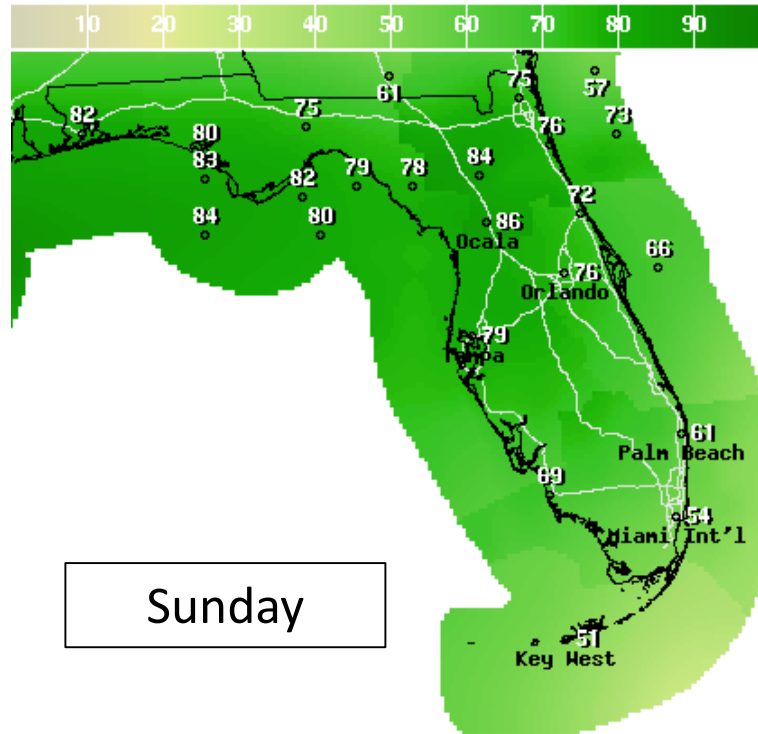 10 20 30 40 50 60 70 80 90
61 75 57
82 75 76 73
80
83 79 78 84
82 72
84 80 86
Ocala
66
76
Orlando
79
Tampa
61
Palm Beach
69
54
Miami Int'l
Sunday
51
Key West